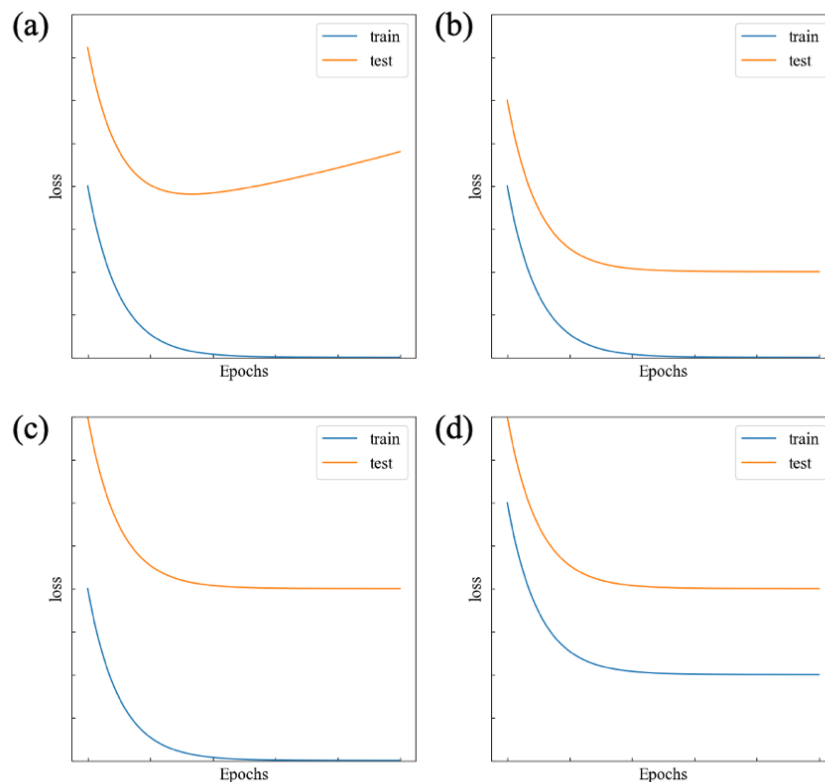 (a)
train
test
loss
Epochs
(b)
train
test
loss
Epochs
(c)
train
test
loss
Epochs
(d)
train
test
loss
Epochs